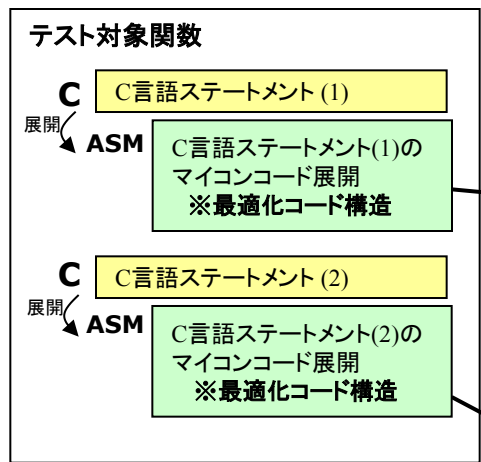 テスト対象関数
C
C言語ステートメント (1)
展開
ASM
C言語ステートメント(1)の
マイコンコード展開
※最適化コード構造
C
C言語ステートメント (2)
展開
ASM
C言語ステートメント(2)の
マイコンコード展開
※最適化コード構造